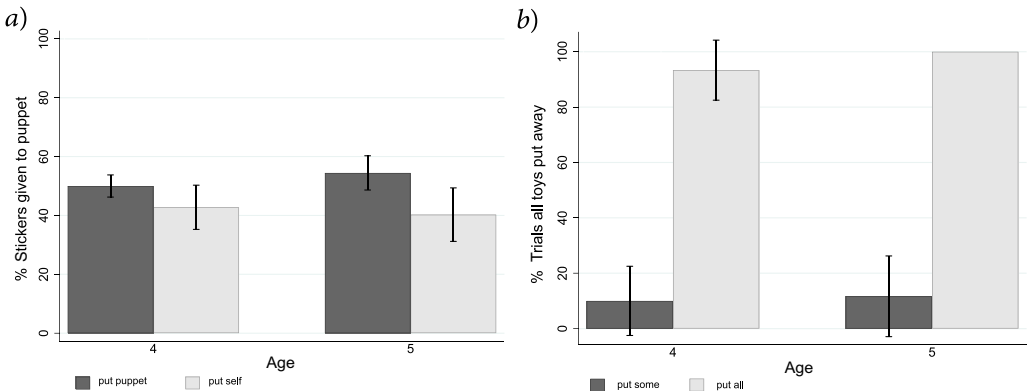 a)
% Stickers given to puppet
100
80
60
40
20
0
4
5
Age
put puppet
put self
b)
% Trials all toys put away
100
80
60
40
20
0
4
5
Age
put some
put all